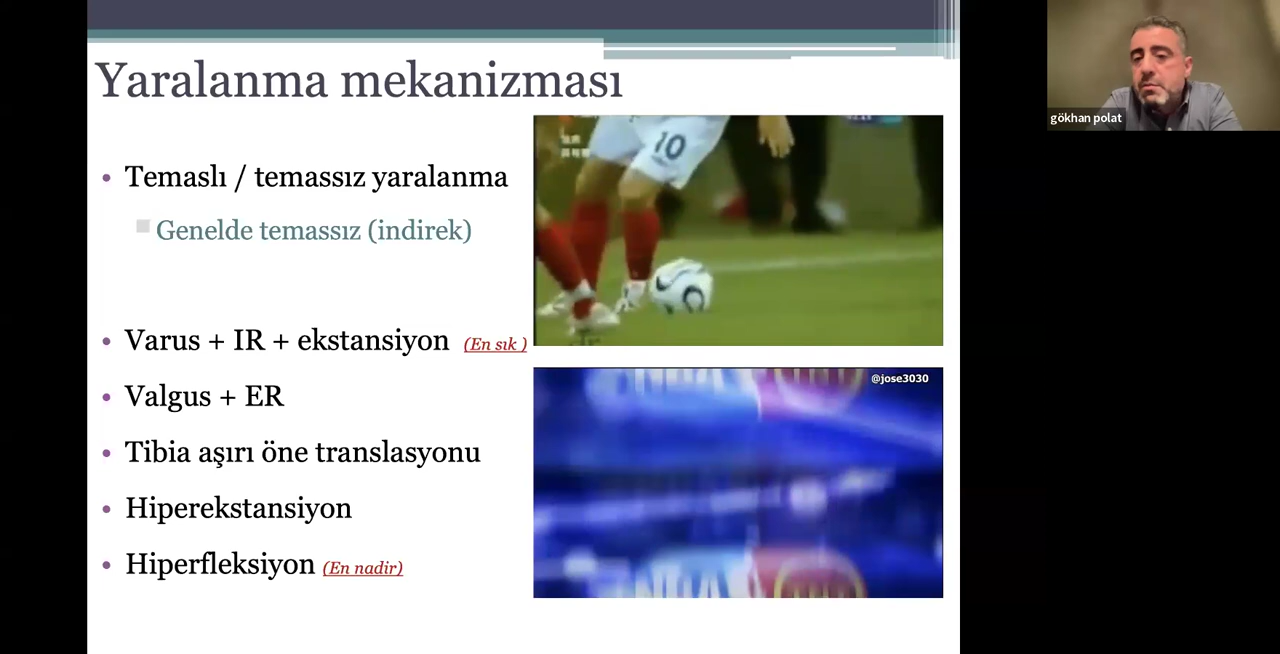 Yaralanma mekanizması
gökhan polat
• Temaslı / temassız yaralanma
Genelde temassız (indirek)
• Varus + IR + ekstansiyon (En sık )
• Valgus + ER
• Tibia aşırı öne translasyonu
• Hiperekstansiyon
• Hiperfleksiyon (En nadir)
10
@jose3030